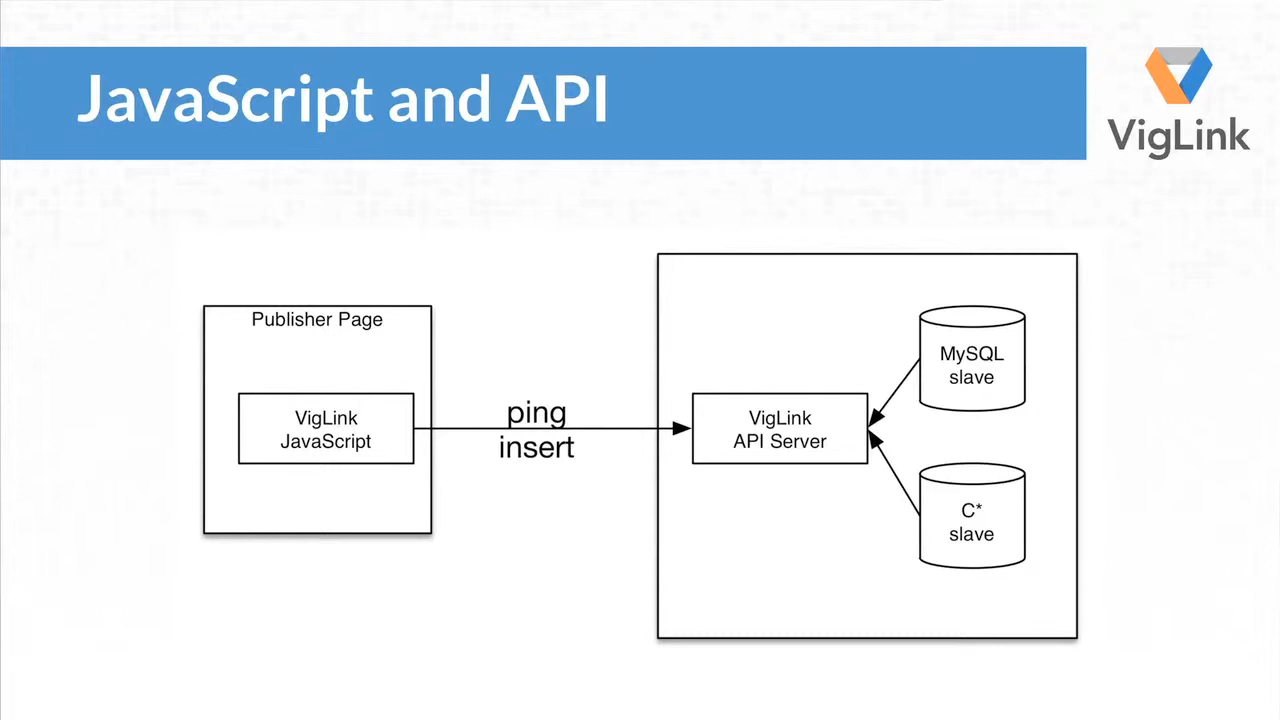 JavaScript and API
VigLink
Publisher Page
VigLink
JavaScript
ping
insert
VigLink
API Server
MySQL
slave
C*
slave